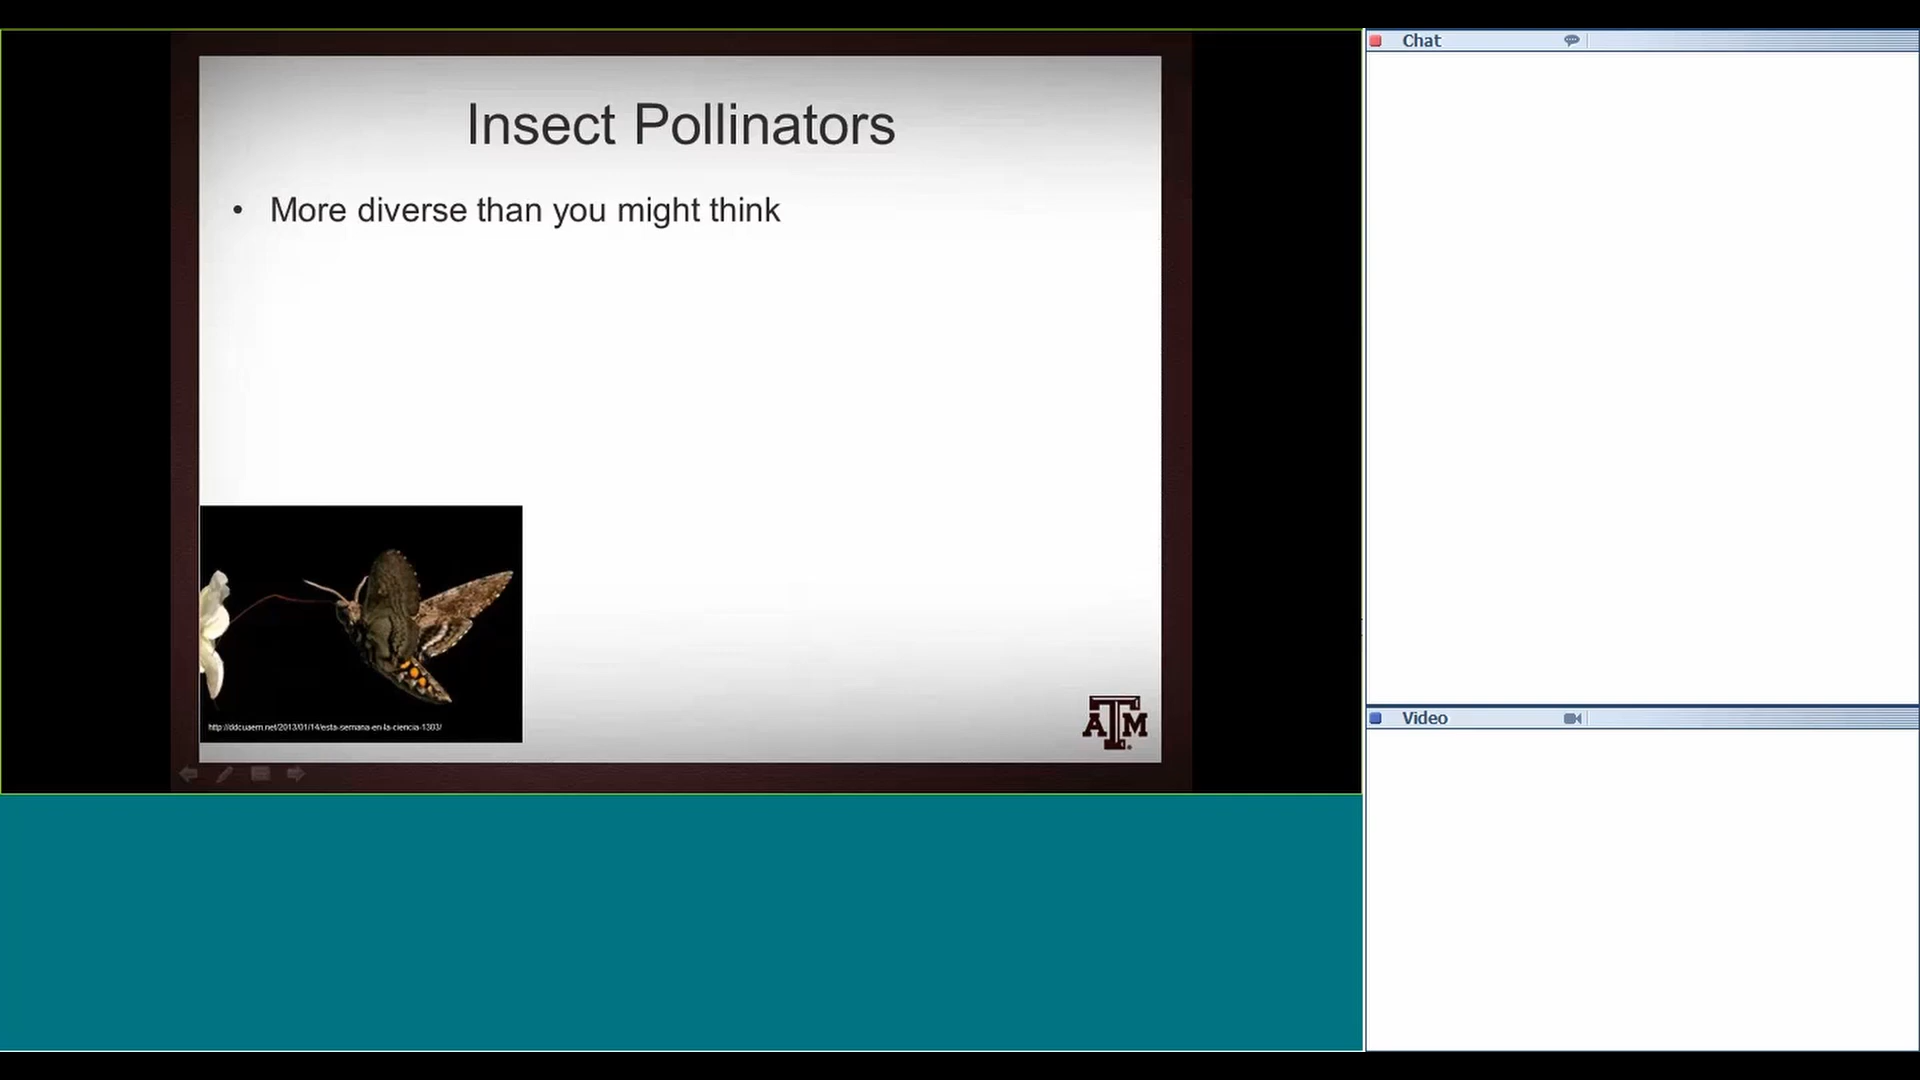 Insect Pollinators
• More diverse than you might think
http://ddcuaem.net/2013/01/14/esta-semana-en-la-ciencia-1303/
ATM
Chat
Video